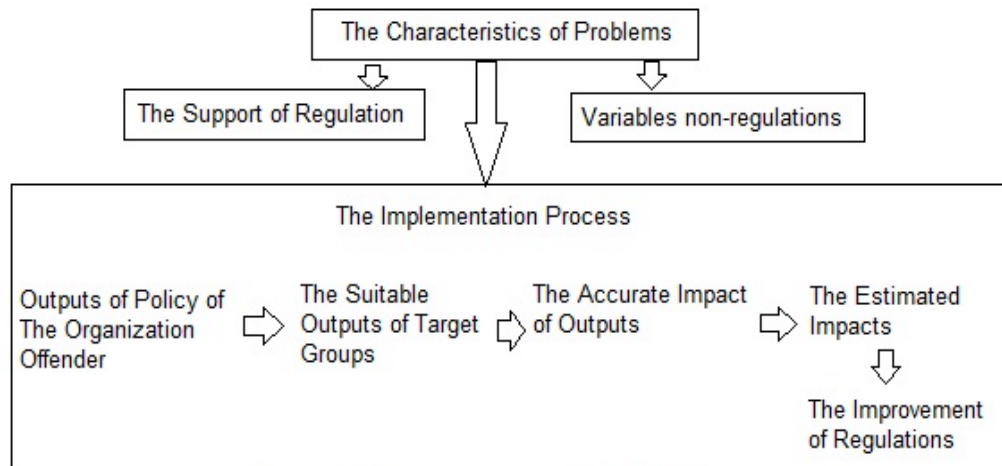 The Characteristics of Problems
The Support of Regulation
Variables non-regulations
The Implementation Process
Outputs of Policy of
The Organization
Offender
The Suitable
Outputs of Target
Groups
The Accurate Impact
of Outputs
The Estimated
Impacts
The Improvement
of Regulations